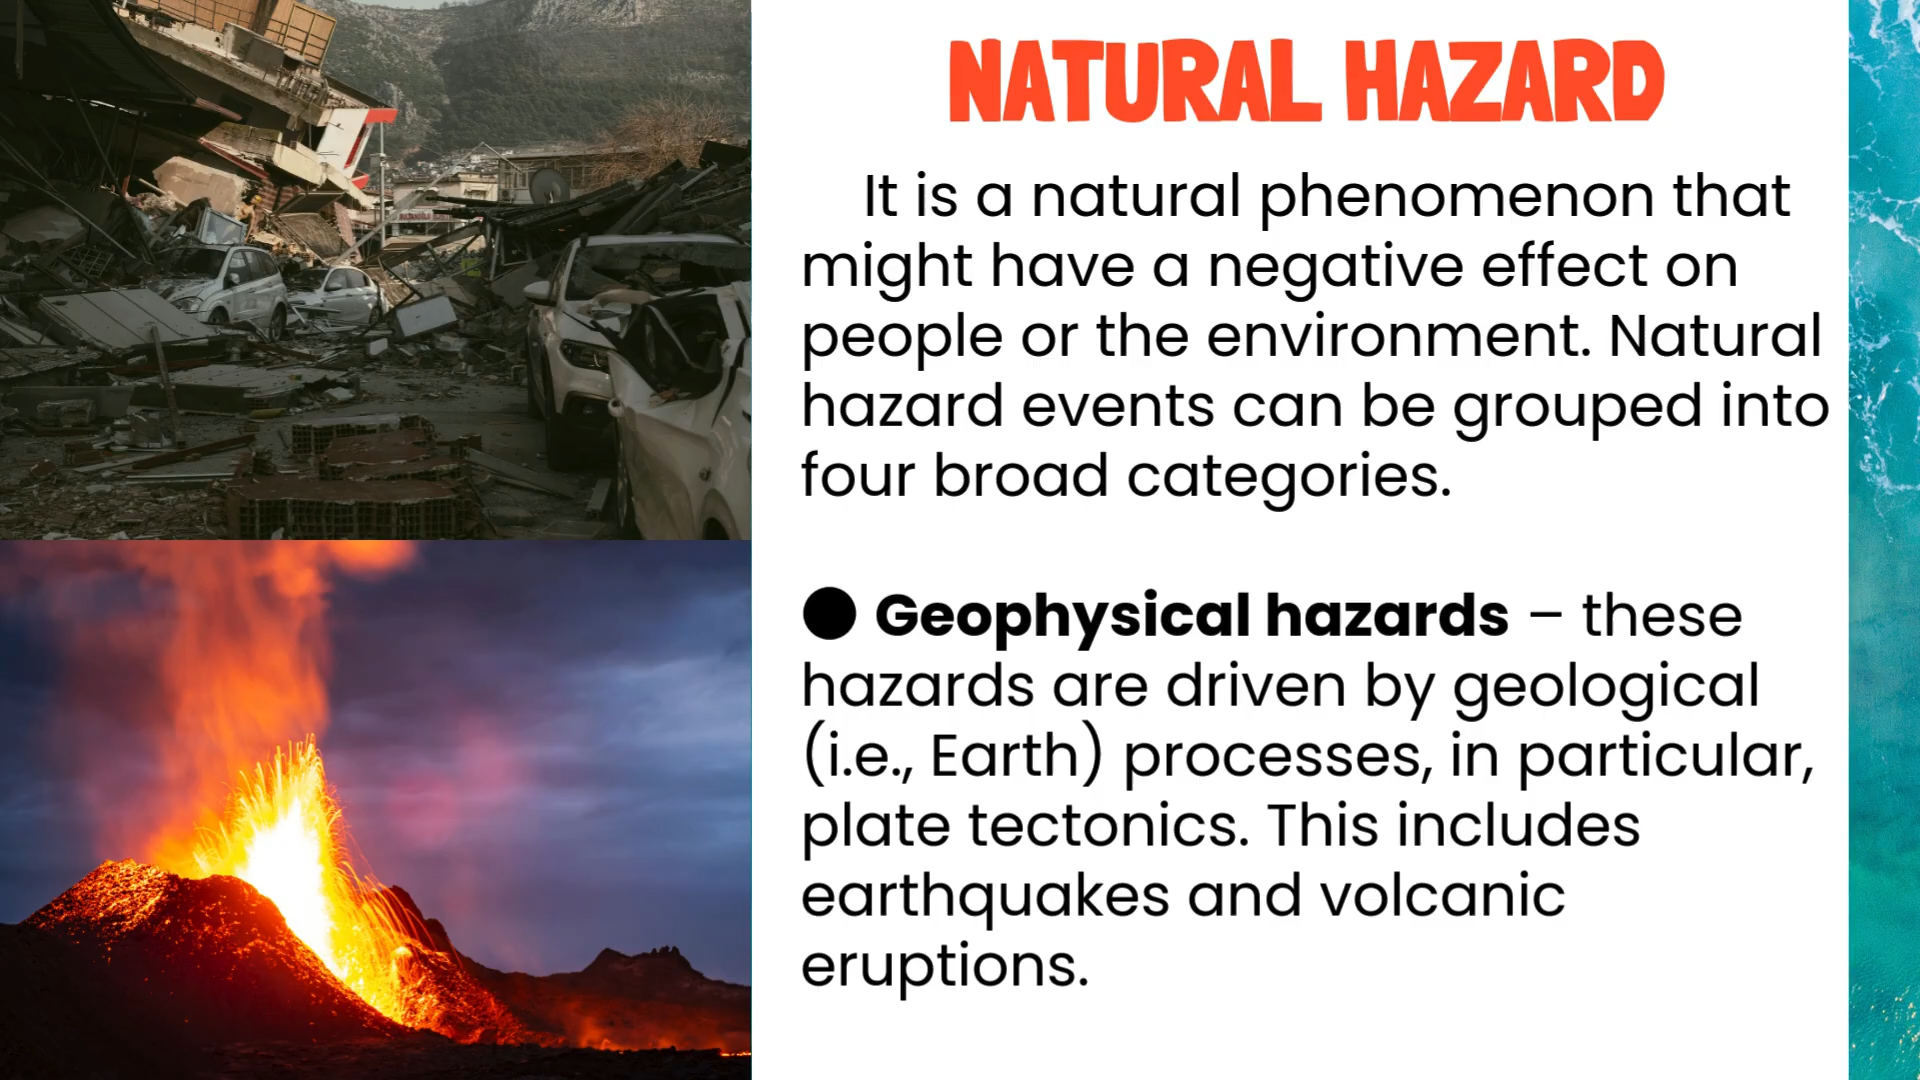 NATURAL HAZARD
It is a natural phenomenon that
might have a negative effect on
people or the environment. Natural
hazard events can be grouped into
four broad categories.
● Geophysical hazards – these
hazards are driven by geological
(i.e., Earth) processes, in particular,
plate tectonics. This includes
earthquakes and volcanic
eruptions.